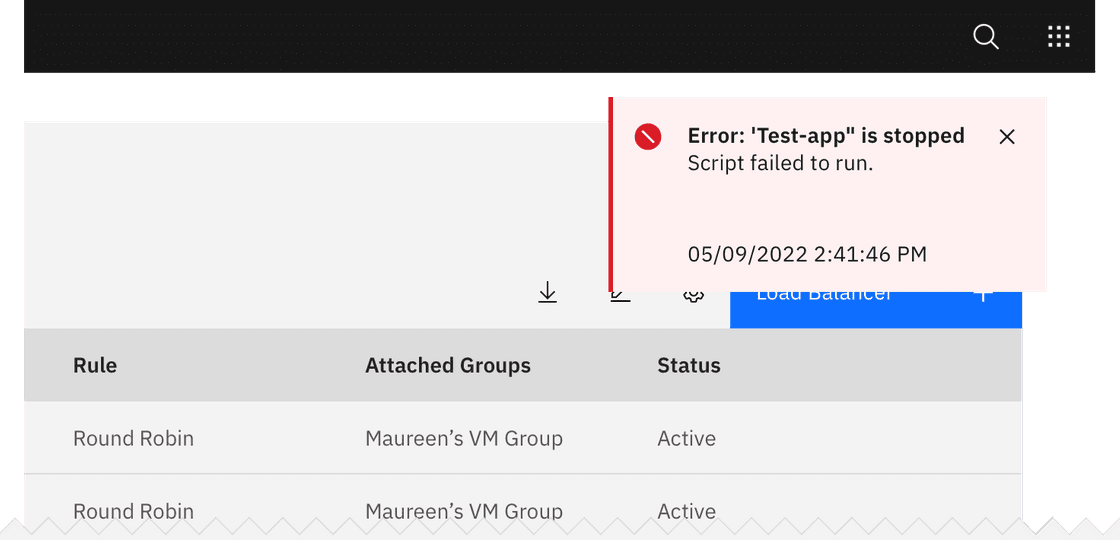 Error: 'Test-app" is stopped
Script failed to run.
05/09/2022 2:41:46 PM
Load Balancer
Rule Attached Groups Status
Round Robin Maureen’s VM Group Active
Round Robin Maureen’s VM Group Active